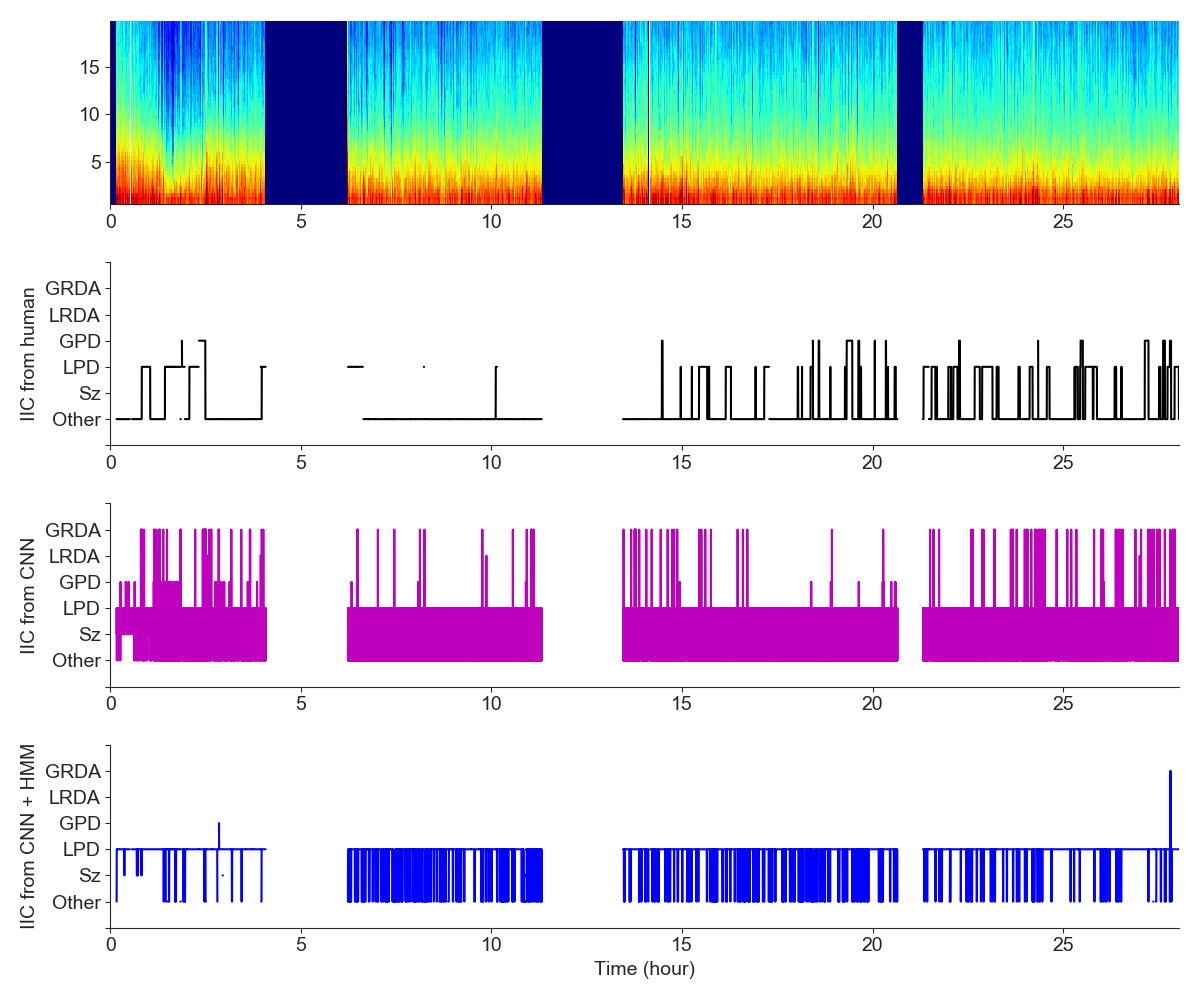 15
10
5
0 5 10 15 20 25
IIC from human
GRDA
LRDA
GPD
LPD
Sz
Other
0 5 10 15 20 25
IIC from CNN
GRDA
LRDA
GPD
LPD
Sz
Other
0 5 10 15 20 25
IIC from CNN + HMM
GRDA
LRDA
GPD
LPD
Sz
Other
0 5 10 15 20 25
Time (hour)